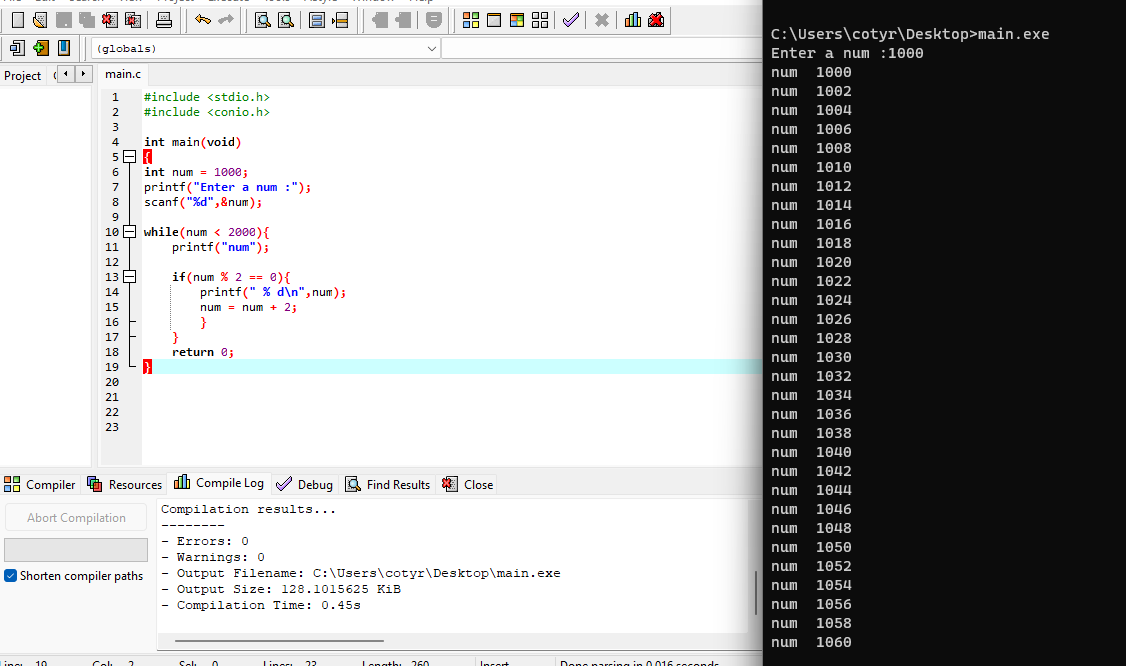 (globals)
Project
main.c
1 #include <stdio.h>
2 #include <conio.h>
3
4 int main(void)
5 {
6 int num = 1000;
7 printf("Enter a num :");
8 scanf("%d",&num);
9
10 while(num < 2000){
11 printf("num");
12
13 if(num % 2 == 0){
14 printf(" % d\n",num);
15 num = num + 2;
16 }
17 }
18 return 0;
19 }
20
21
22
23
Compiler Resources Compile Log Debug Find Results Close
Abort Compilation
Shorten compiler paths
Compilation results...
--------
- Errors: 0
- Warnings: 0
- Output Filename: C:\Users\cotyr\Desktop\main.exe
- Output Size: 128.1015625 KiB
- Compilation Time: 0.45s
Line: 19 Col: 2 Sel: 0 Lines: 23 Length: 260 Insert Done parsing in 0.016 seconds
C:\Users\cotyr\Desktop>main.exe
Enter a num :1000
num  1000
num  1002
num  1004
num  1006
num  1008
num  1010
num  1012
num  1014
num  1016
num  1018
num  1020
num  1022
num  1024
num  1026
num  1028
num  1030
num  1032
num  1034
num  1036
num  1038
num  1040
num  1042
num  1044
num  1046
num  1048
num  1050
num  1052
num  1054
num  1056
num  1058
num  1060